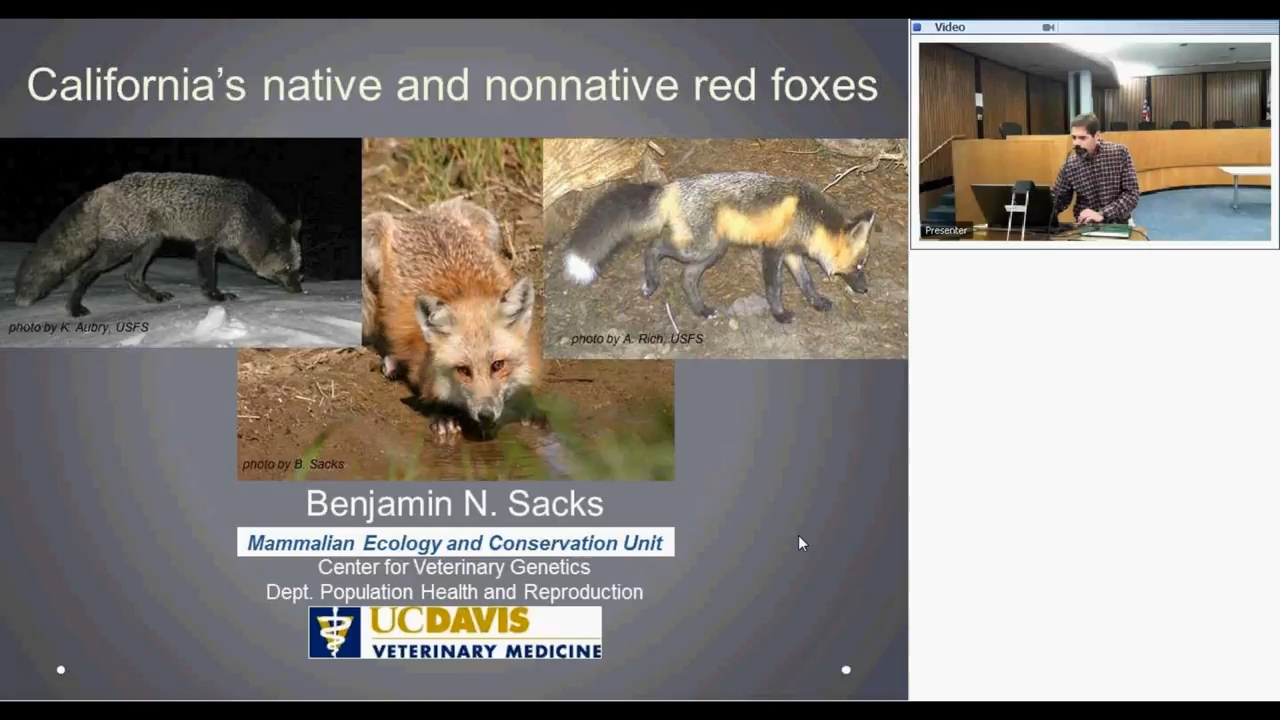 California's native and nonnative red foxes
photo by K. Aubry, USFS
photo by A. Rich, USFS
photo by B. Sacks
Benjamin N. Sacks
Mammalian Ecology and Conservation Unit
Center for Veterinary Genetics
Dept. Population Health and Reproduction
UCDAVIS
VETERINARY MEDICINE
Video
Presenter